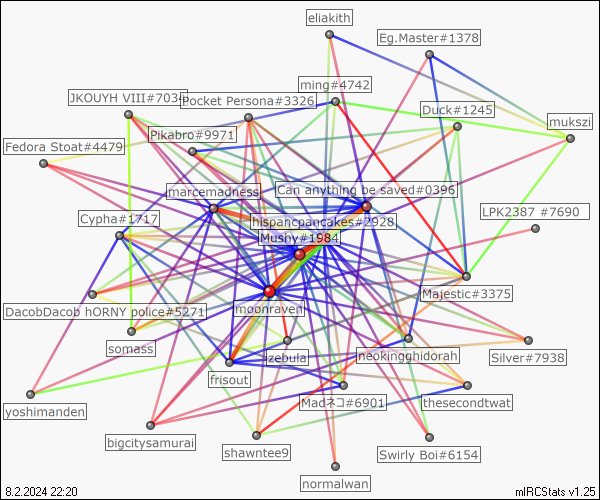 eliakith
Eg.Master#1378
ming#4742
JKOUYH VIII#7034
Pocket Persona#3326
Duck#1245
mukszi
Pikabro#9971
Fedora Stoat#4479
marcemadness
Can anything be saved#0396
LPK2387 #7690
Cypha#1717
hispancpancakes#2928
Mushy#1984
Majestic#3375
DacobDacob hORNY police#5271
moonraven
somass
zebula
neokingghidorah
Silver#7938
frisout
yoshimanden
Madネコ#6901
thesecondtwat
bigcitysamurai
shawntee9
Swirly Boi#6154
normalwan
8.2.2024 22:20
mIRCStats v1.25